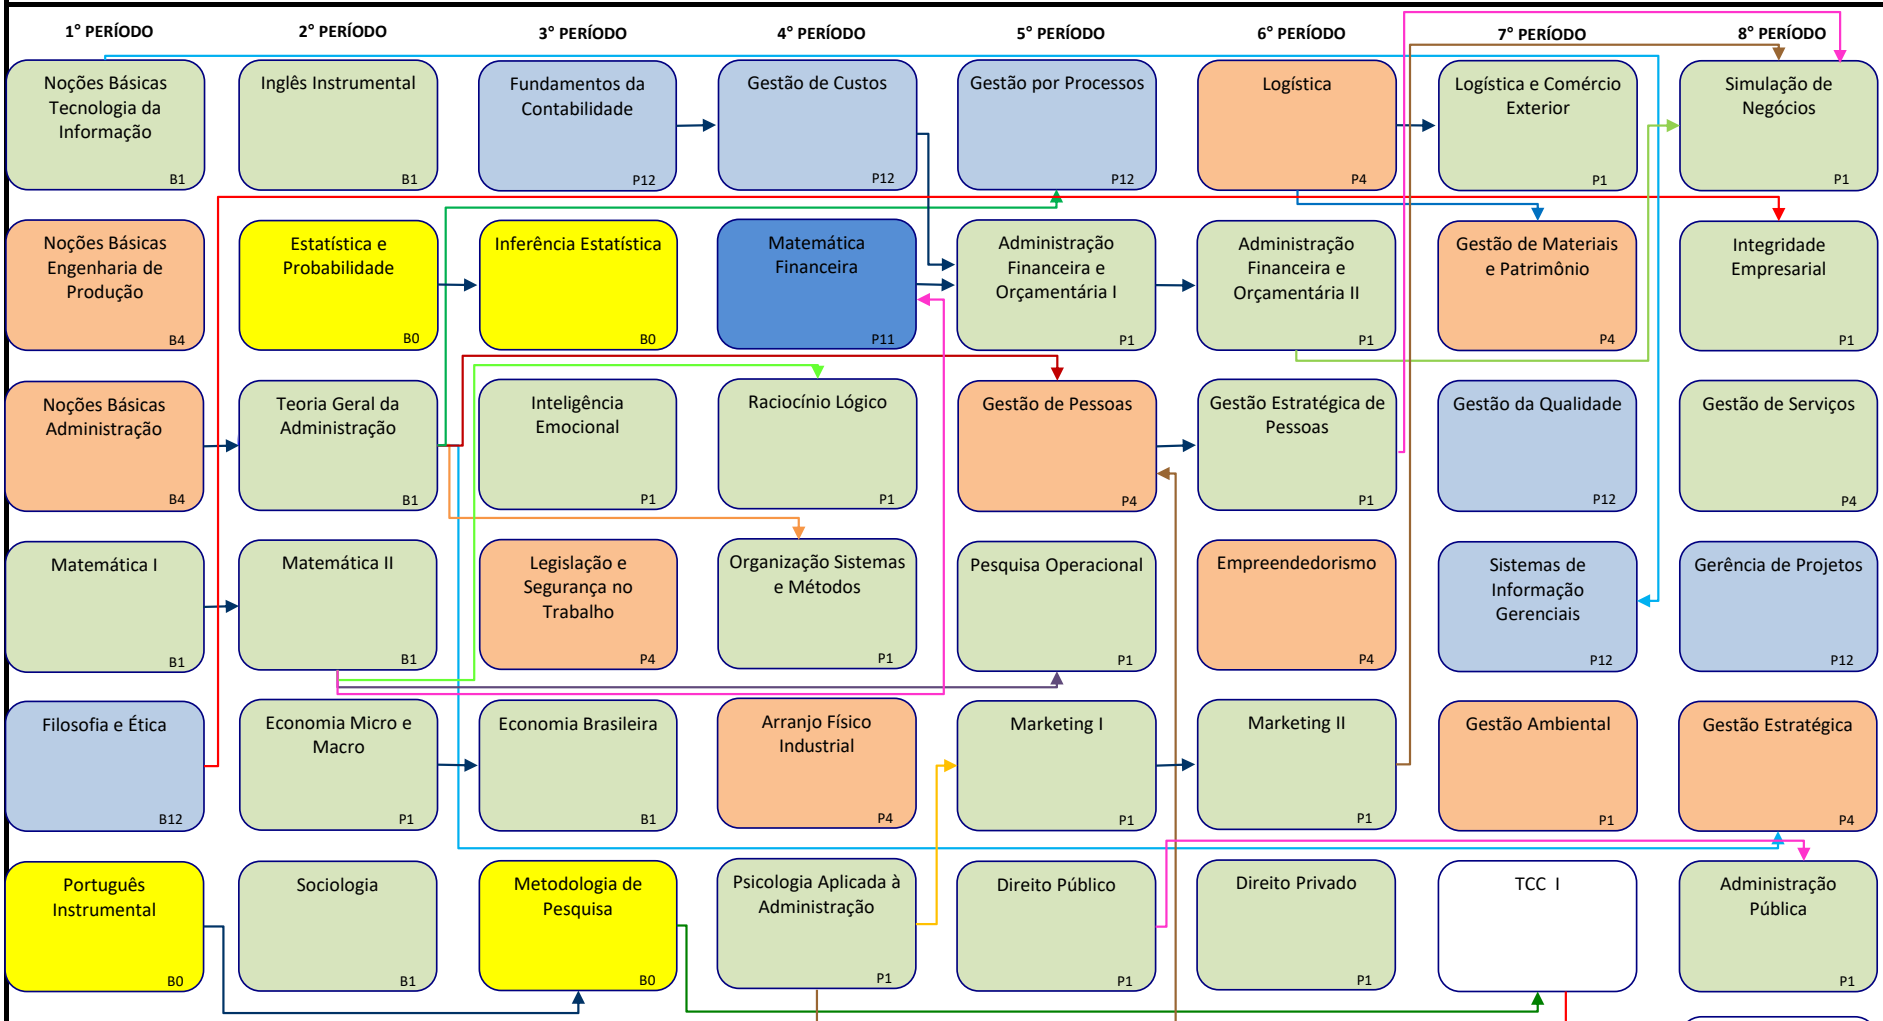 1° PERÍODO
2° PERÍODO
3° PERÍODO
4° PERÍODO
5° PERÍODO
6° PERÍODO
7° PERÍODO
8° PERÍODO
Noções Básicas
Tecnologia da
Informação
B1
Inglês Instrumental
B1
Fundamentos da
Contabilidade
P12
Gestão de Custos
P12
Gestão por Processos
P12
Logística
P4
Logística e Comércio
Exterior
P1
Simulação de
Negócios
P1
Noções Básicas
Engenharia de
Produção
B4
Estatística e
Probabilidade
B0
Inferência Estatística
B0
Matemática
Financeira
P11
Administração
Financeira e
Orçamentária I
P1
Administração
Financeira e
Orçamentária II
P1
Gestão de Materiais
e Patrimônio
P4
Integridade
Empresarial
P1
Noções Básicas
Administração
B4
Teoria Geral da
Administração
B1
Inteligência
Emocional
P1
Raciocínio Lógico
P1
Gestão de Pessoas
P4
Gestão Estratégica de
Pessoas
P1
Gestão da Qualidade
P12
Gestão de Serviços
P4
Matemática I
B1
Matemática II
B1
Legislação e
Segurança no
Trabalho
P4
Organização Sistemas
e Métodos
P1
Pesquisa Operacional
P1
Empreendedorismo
P4
Sistemas de
Informação
Gerenciais
P12
Gerência de Projetos
P12
Filosofia e Ética
B12
Economia Micro e
Macro
P1
Economia Brasileira
B1
Arranjo Físico
Industrial
P4
Marketing I
P1
Marketing II
P1
Gestão Ambiental
P1
Gestão Estratégica
P4
Português
Instrumental
B0
Sociologia
B1
Metodologia de
Pesquisa
B0
Psicologia Aplicada à
Administração
P1
Direito Público
P1
Direito Privado
P1
TCC I
Administração
Pública
P1